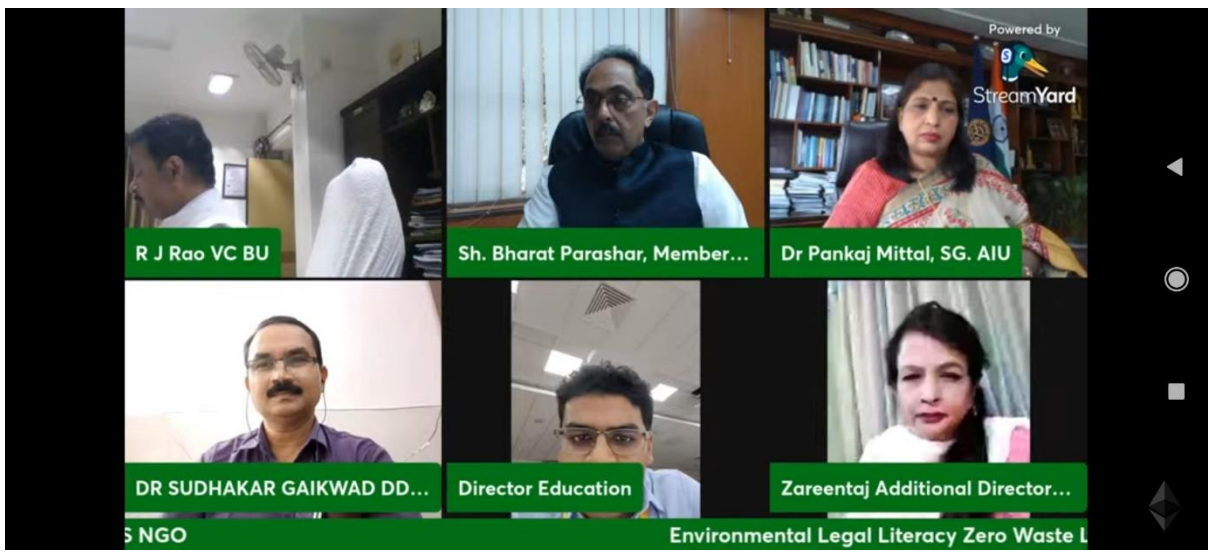 Powered by
StreamYard
R J Rao VC BU
Sh. Bharat Parashar, Member...
Dr Pankaj Mittal, SG. AIU
DR SUDHAKAR GAIKWAD DD...
Director Education
Zareentaj Additional Director...
S NGO
Environmental Legal Literacy Zero Waste L